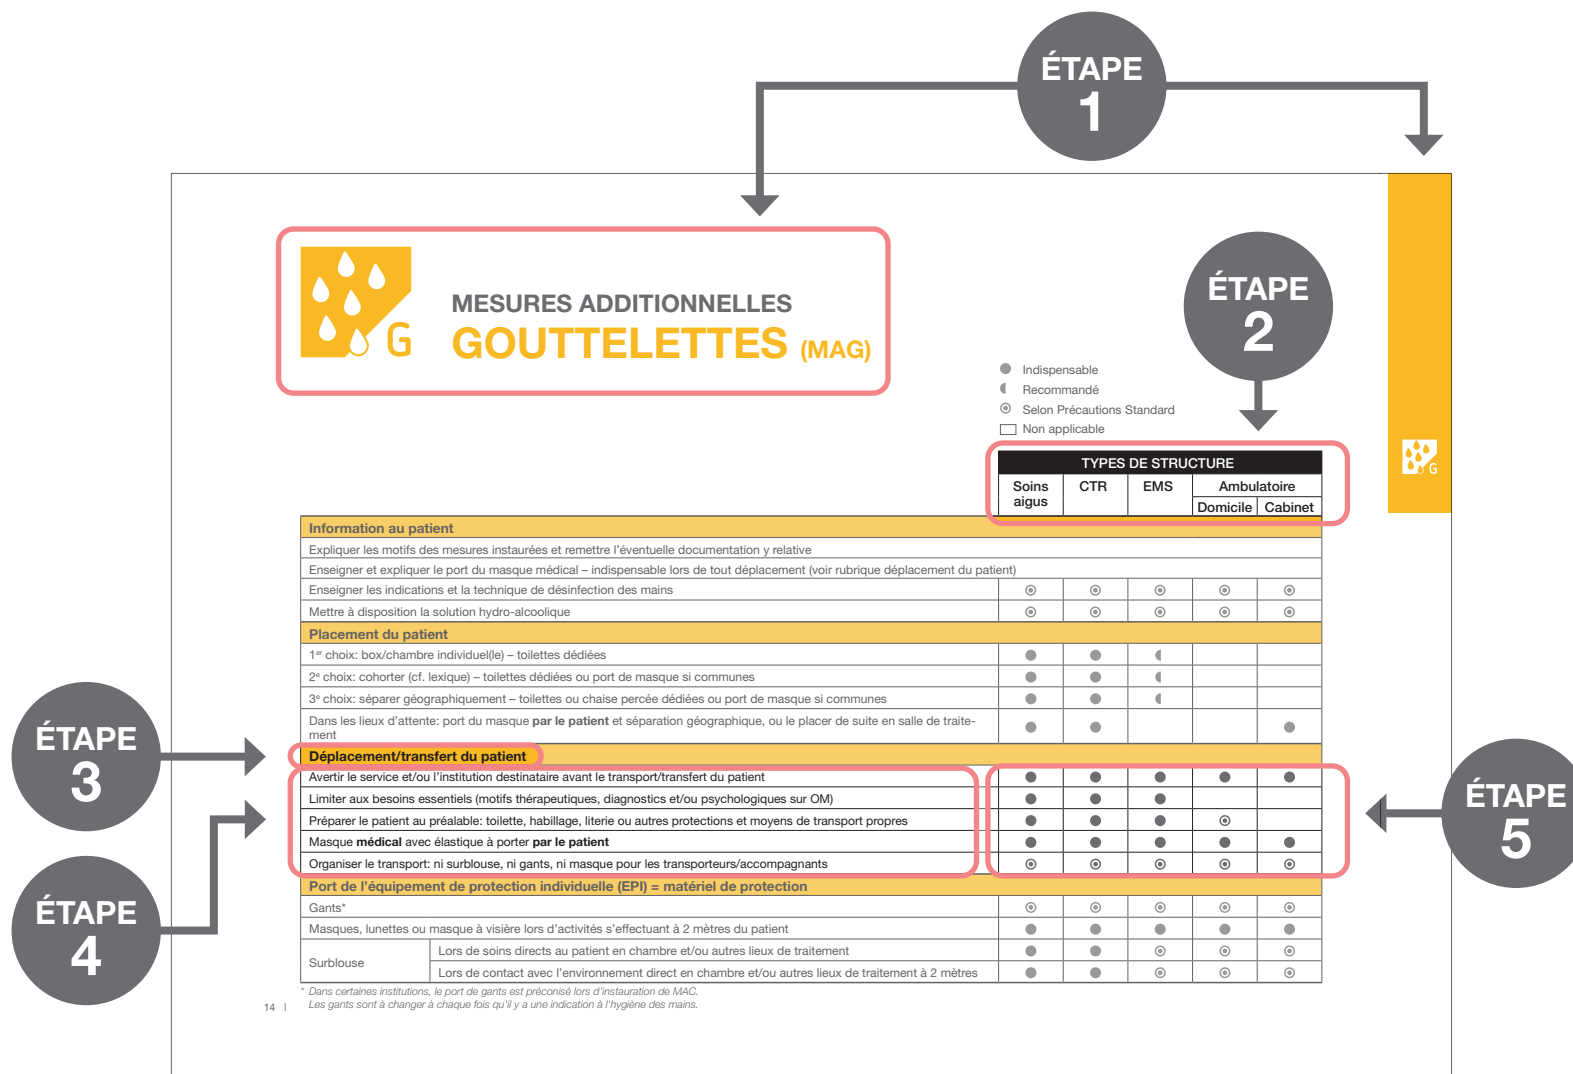 ÉTAPE
1
G
MESURES ADDITIONNELLES
GOUTTELETTES (MAG)
ÉTAPE
2
Indispensable
Recommandé
Selon Précautions Standard
Non applicable
G
TYPES DE STRUCTURE
Soins aigus CTR EMS Ambulatoire
Domicile Cabinet
Information au patient
Expliquer les motifs des mesures instaurées et remettre l'éventuelle documentation y relative
Enseigner et expliquer le port du masque médical – indispensable lors de tout déplacement (voir rubrique déplacement du patient)
Enseigner les indications et la technique de désinfection des mains
Mettre à disposition la solution hydro-alcoolique
Placement du patient
1er choix: box/chambre individuel(le) – toilettes dédiées
2e choix: cohorter (cf. lexique) – toilettes dédiées ou port de masque si communes
3e choix: séparer géographiquement – toilettes ou chaise percée dédiées ou port de masque si communes
Dans les lieux d'attente: port du masque par le patient et séparation géographique, ou le placer de suite en salle de traite-
ment
ÉTAPE
3
Déplacement/transfert du patient
Avertir le service et/ou l'institution destinataire avant le transport/transfert du patient
Limiter aux besoins essentiels (motifs thérapeutiques, diagnostics et/ou psychologiques sur OM)
Préparer le patient au préalable: toilette, habillage, literie ou autres protections et moyens de transport propres
Masque médical avec élastique à porter par le patient
Organiser le transport: ni surblouse, ni gants, ni masque pour les transporteurs/accompagnants
ÉTAPE
5
ÉTAPE
4
Port de l'équipement de protection individuelle (EPI) = matériel de protection
Gants*
Masques, lunettes ou masque à visière lors d'activités s'effectuant à 2 mètres du patient
Surblouse
Lors de soins directs au patient en chambre et/ou autres lieux de traitement
Lors de contact avec l'environnement direct en chambre et/ou autres lieux de traitement à 2 mètres
* Dans certaines institutions, le port de gants est préconisé lors d'instauration de MAC.
Les gants sont à changer à chaque fois qu'il y a une indication à l'hygiène des mains.
14 |